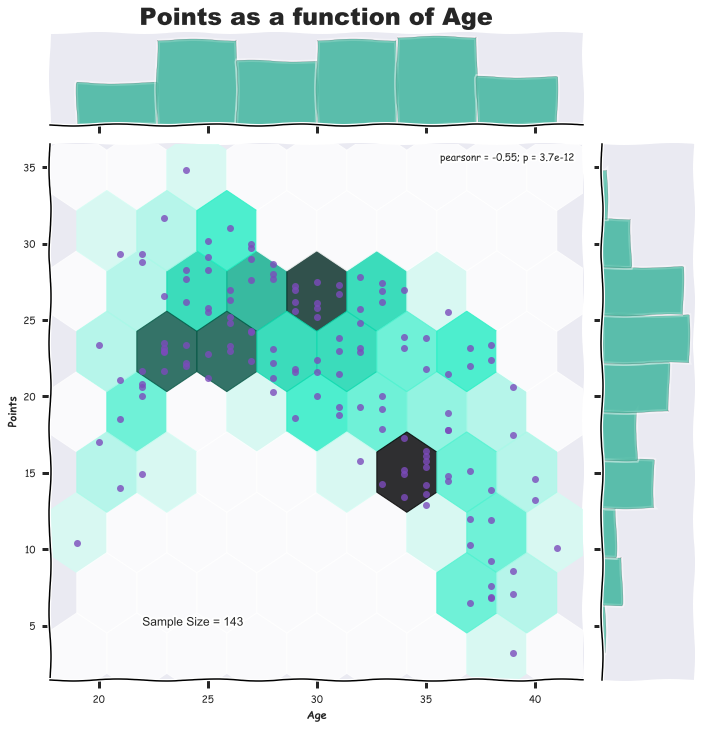 Points as a function of Age
pearsonr = -0.55; p = 3.7e-12
35
30
25
20
15
10
5
Points
Sample Size = 143
20 25 30 35 40
Age